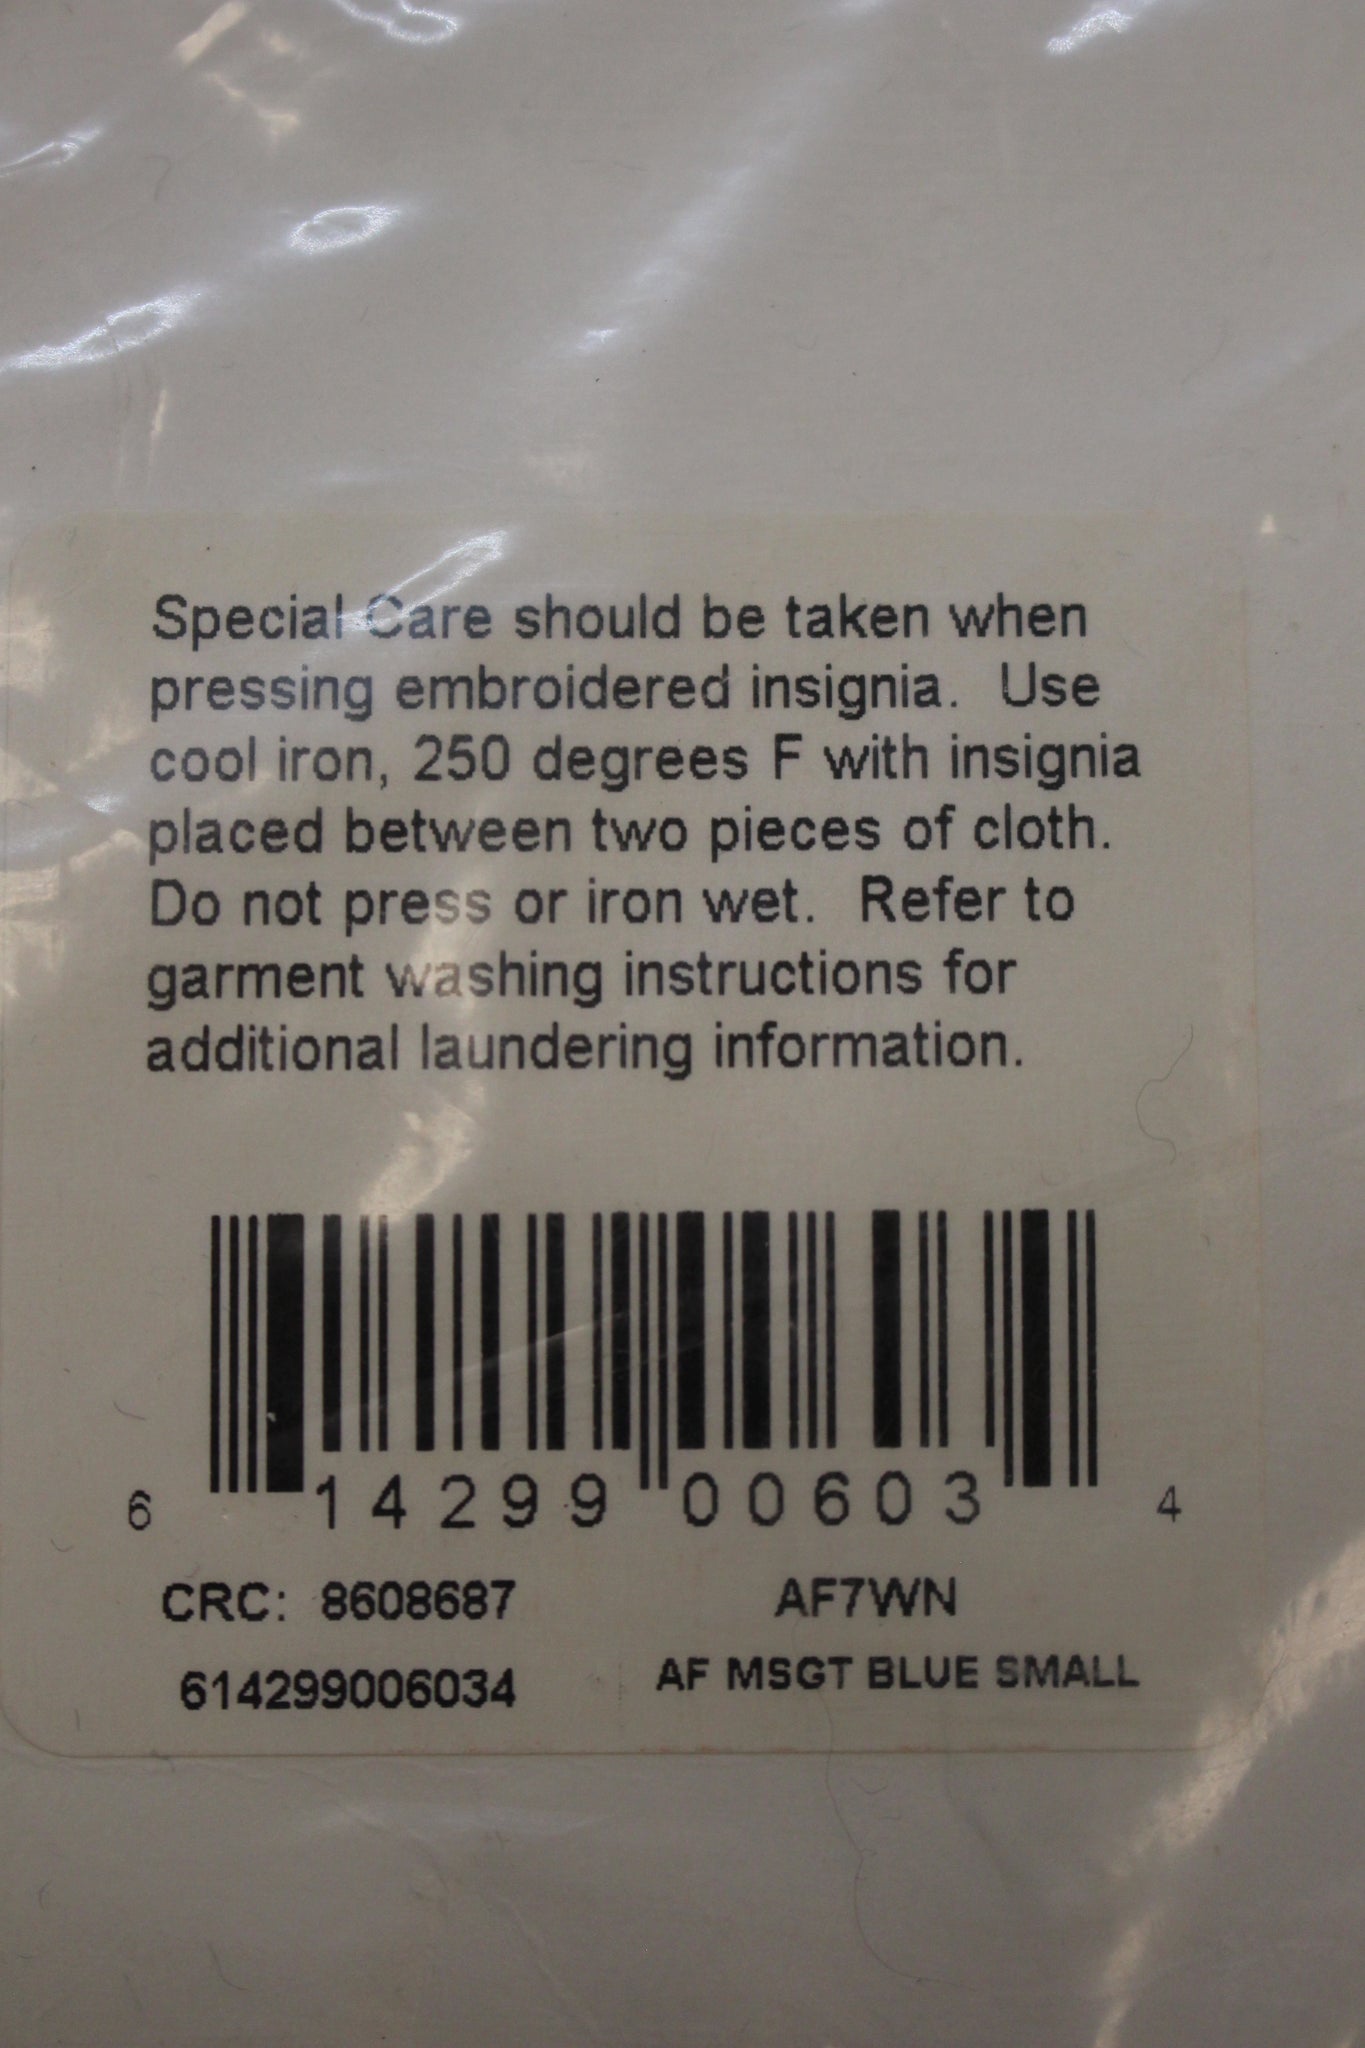 Special Care should be taken when
pressing embroidered insignia.  Use
cool iron, 250 degrees F with insignia
placed between two pieces of cloth.
Do not press or iron wet.  Refer to
garment washing instructions for
additional laundering information.
6 14299 00603 4
CRC:  8608687
AF7WN
614299006034
AF MSGT BLUE SMALL